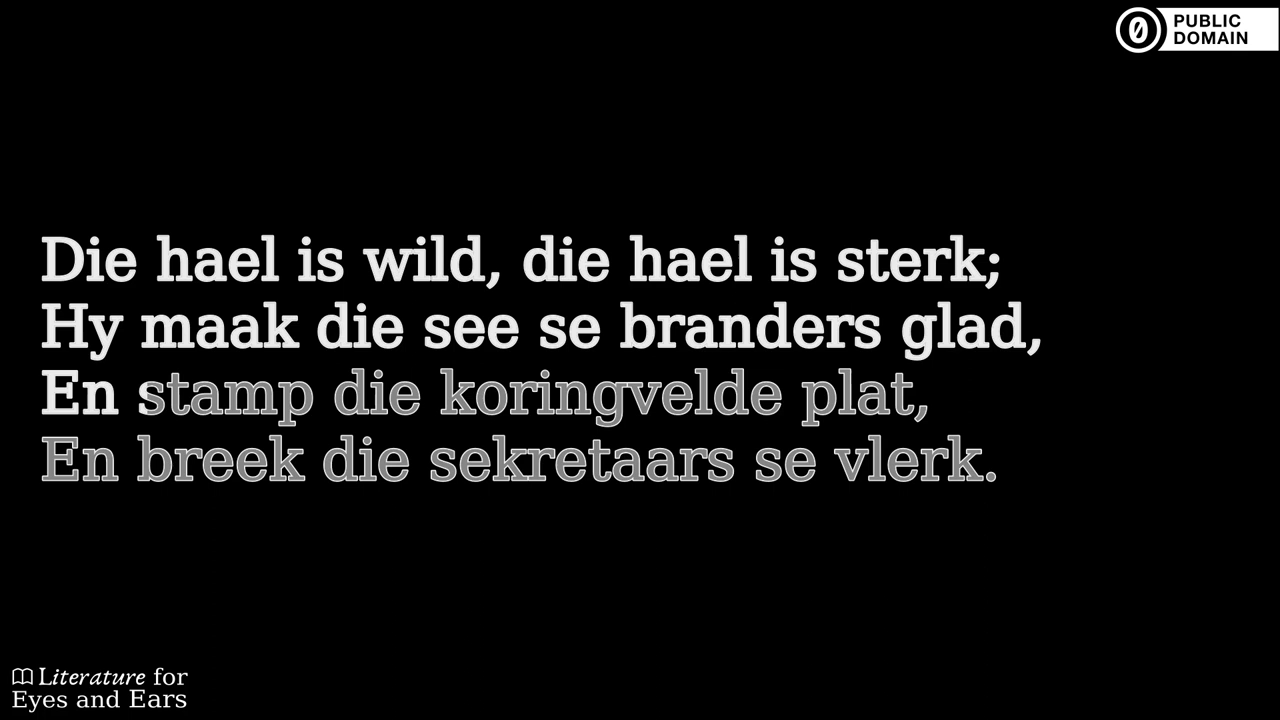 PUBLIC
DOMAIN
Die hael is wild, die hael is sterk;
Hy maak die see se branders glad,
En stamp die koringvelde plat,
En breek die sekretaars se vlerk.
Literature for
Eyes and Ears